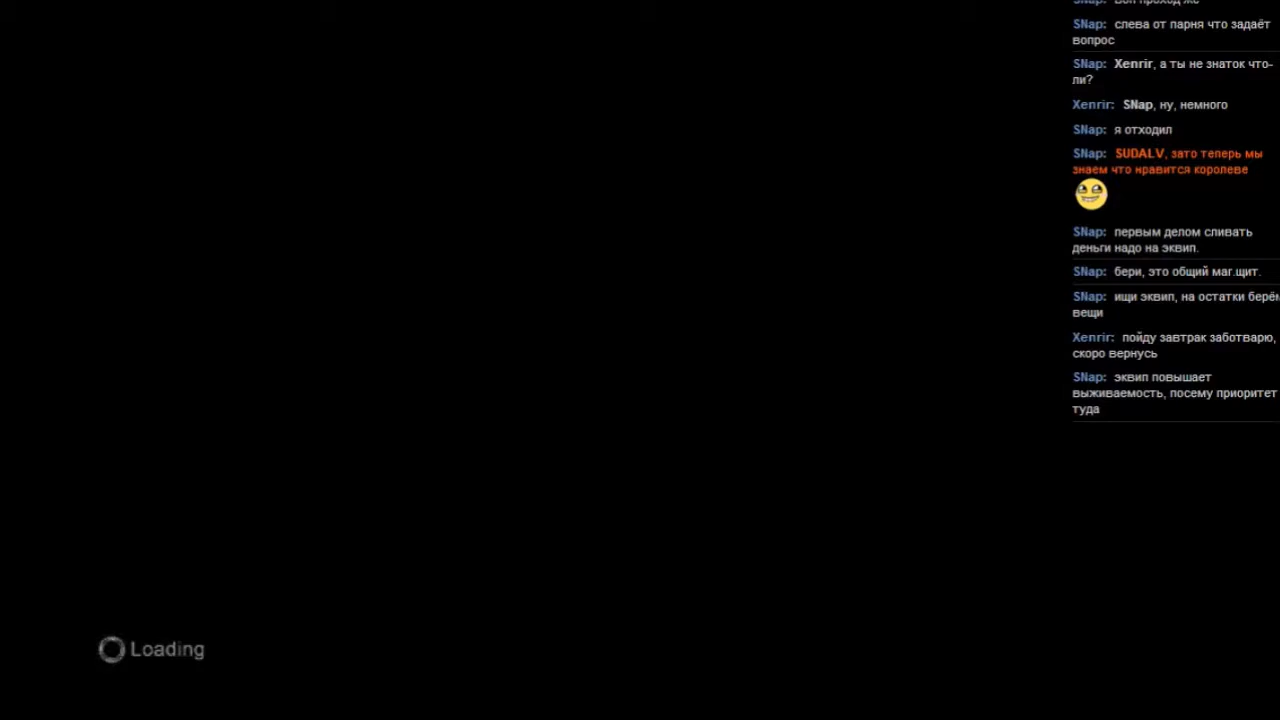 SNap: слева от парня что задаёт
вопрос
SNap: Xenrir, а ты не знаток что-
ли?
Xenrir: SNap, ну, немного
SNap: я отходил
SNap: SUDALV, зато теперь мы
знаем что нравится королеве
SNap: первым делом сливать
деньги надо на эквип.
SNap: бери, это общий маг.щит.
SNap: ищи эквип, на остатки берём
вещи
Xenrir: пойду завтрак заботварю,
скоро вернусь
SNap: эквип повышает
выживаемость, посему приоритет
туда
Loading